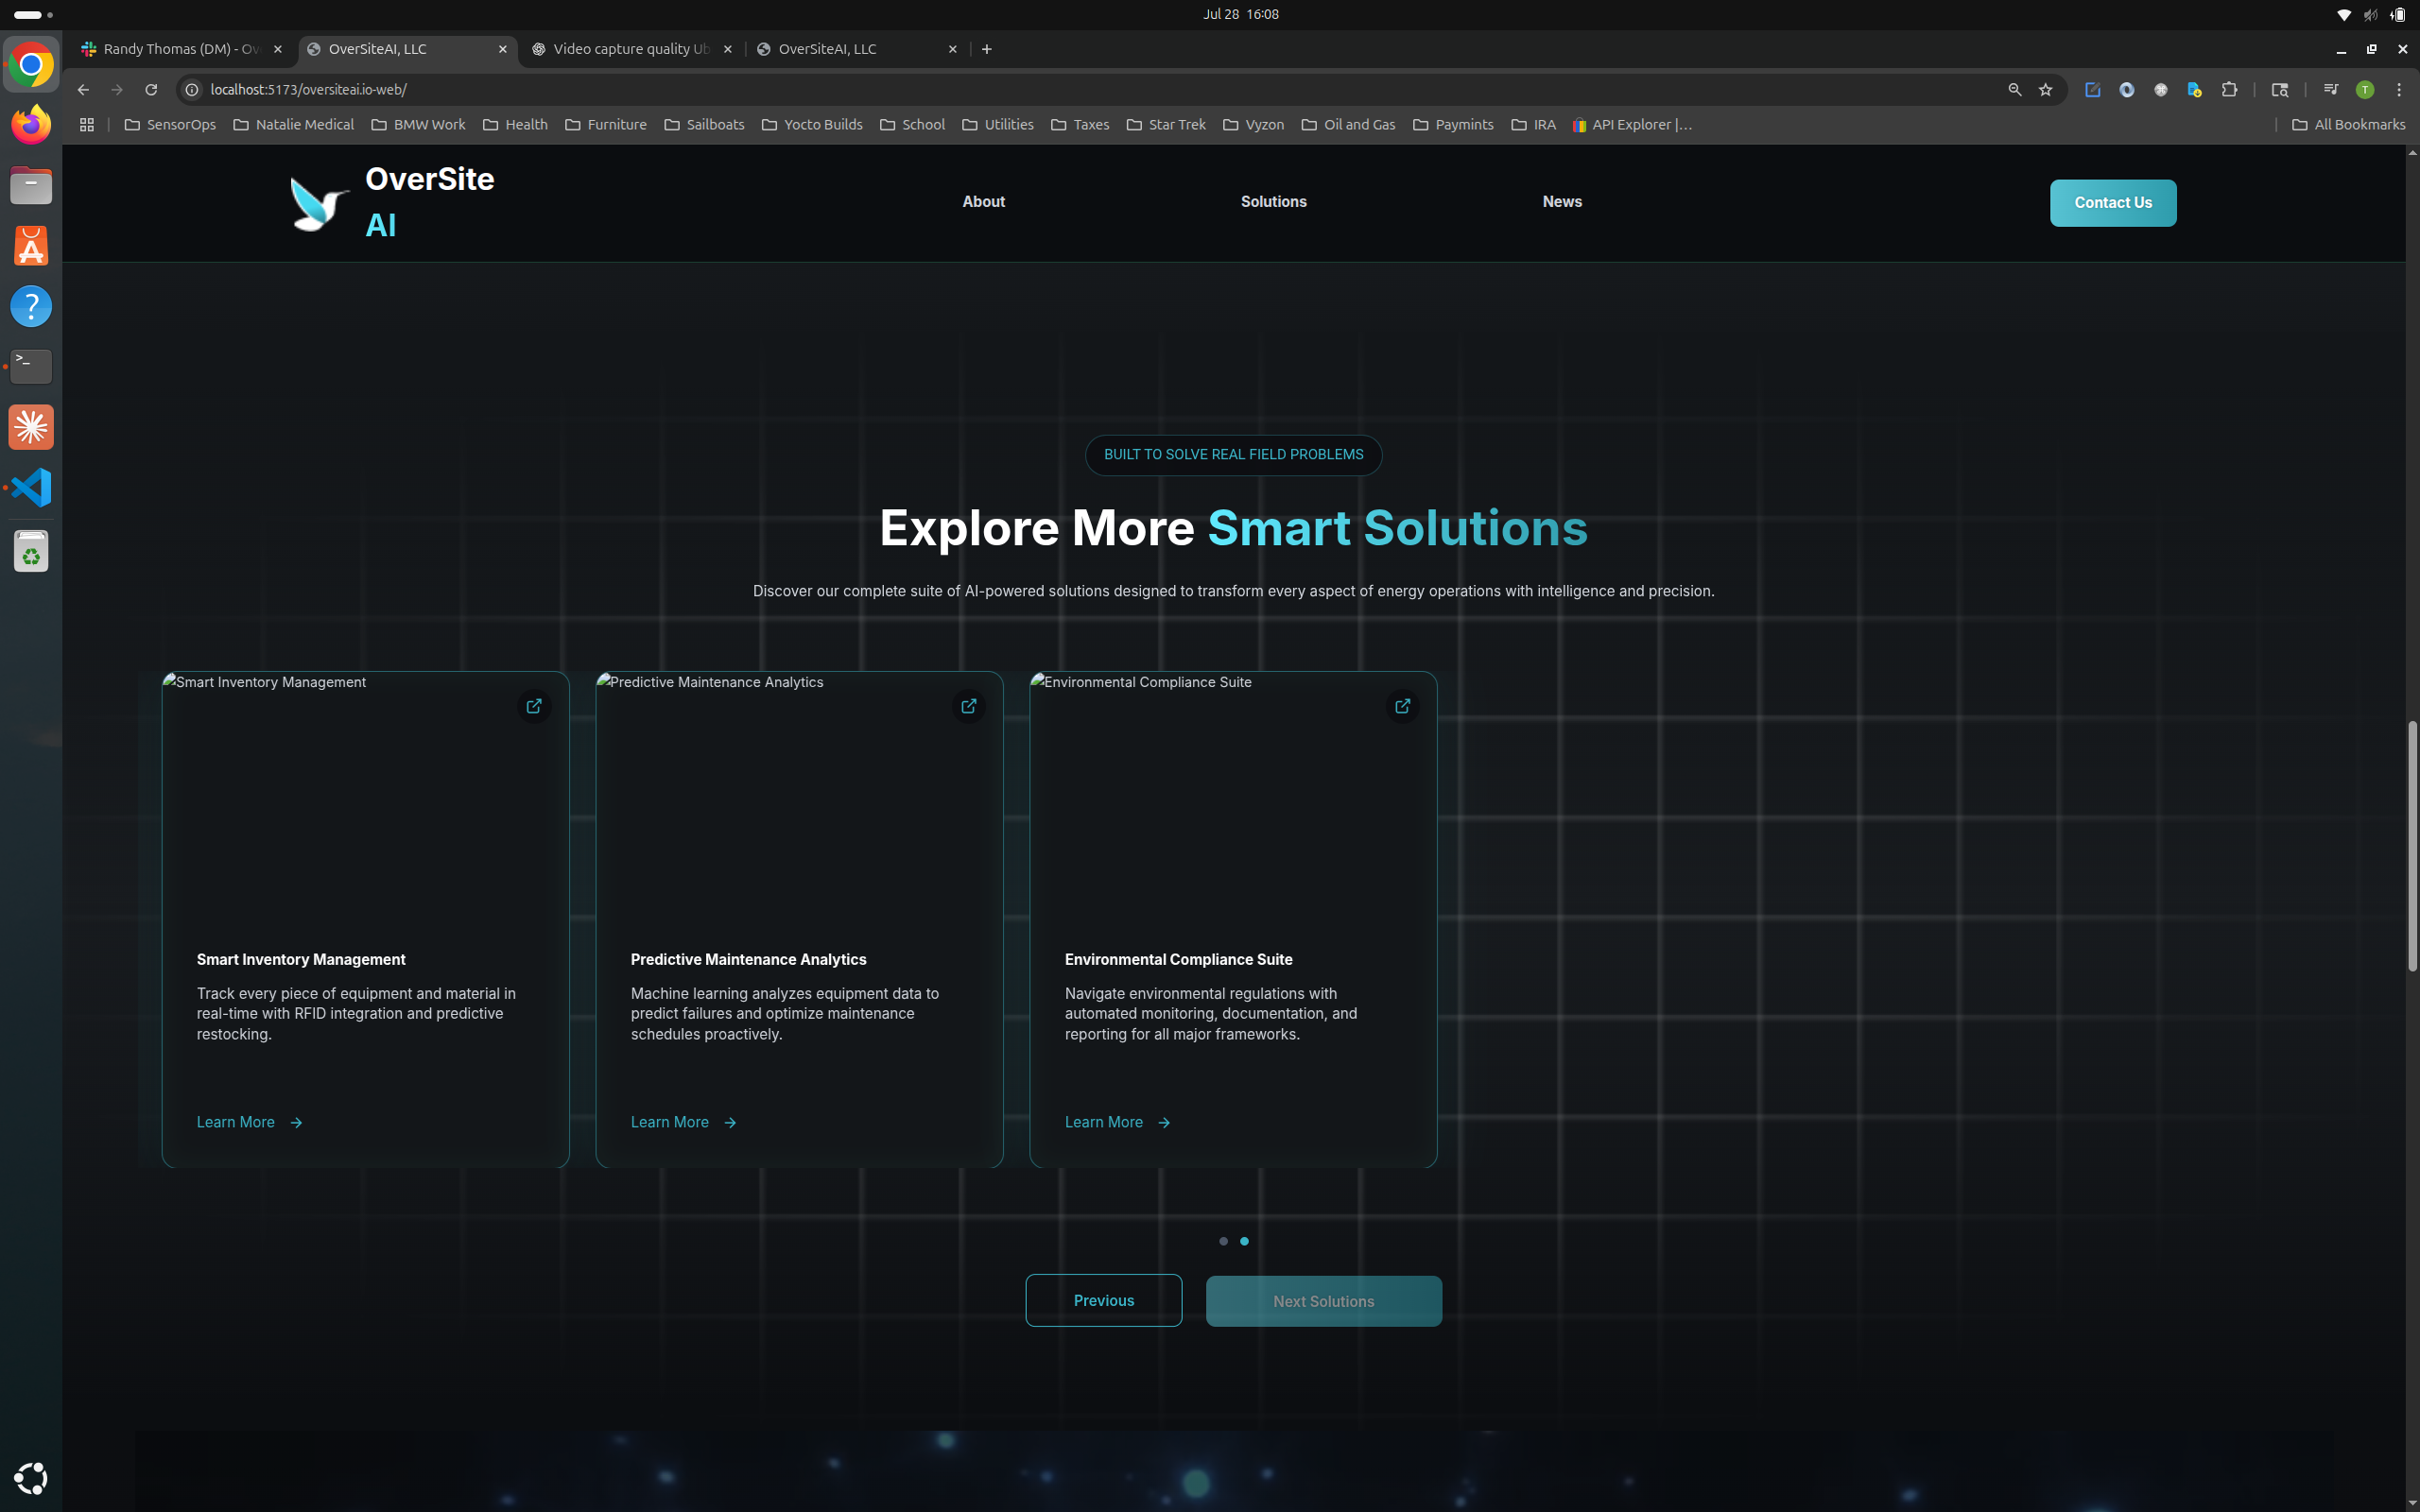 Jul 28 16:08
Randy Thomas (DM) - Ov
OverSiteAI, LLC
Video capture quality Ub
OverSiteAI, LLC
localhost:5173/oversiteai.io-web/
T
SensorOps
Natalie Medical
BMW Work
Health
Furniture
Sailboats
Yocto Builds
School
Utilities
Taxes
Star Trek
Vyzon
Oil and Gas
Paymints
IRA
API Explorer |…
All Bookmarks
OverSite
AI
About
Solutions
News
Contact Us
BUILT TO SOLVE REAL FIELD PROBLEMS
Explore More Smart Solutions
Discover our complete suite of AI-powered solutions designed to transform every aspect of energy operations with intelligence and precision.
Smart Inventory Management
Smart Inventory Management
Track every piece of equipment and material in
real-time with RFID integration and predictive
restocking.
Learn More
Predictive Maintenance Analytics
Predictive Maintenance Analytics
Machine learning analyzes equipment data to
predict failures and optimize maintenance
schedules proactively.
Learn More
Environmental Compliance Suite
Environmental Compliance Suite
Navigate environmental regulations with
automated monitoring, documentation, and
reporting for all major frameworks.
Learn More
Previous
Next Solutions